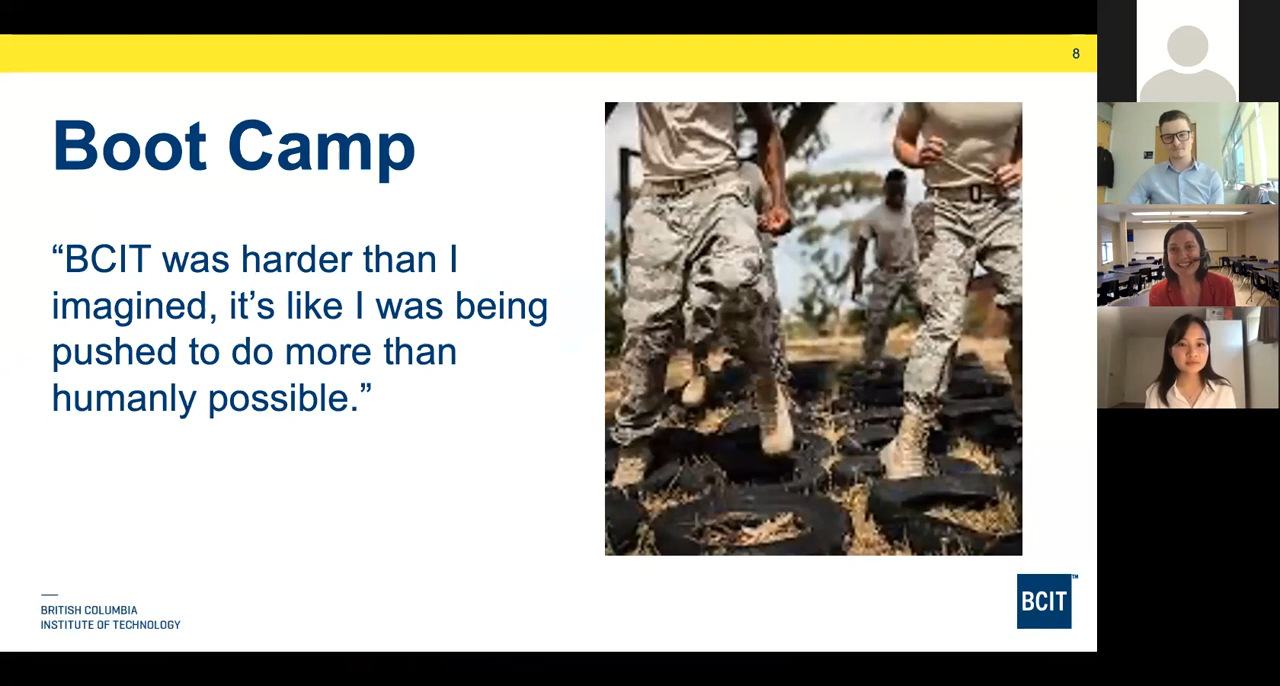 8
Boot Camp
“BCIT was harder than I
imagined, it’s like I was being
pushed to do more than
humanly possible.”
BRITISH COLUMBIA
INSTITUTE OF TECHNOLOGY
BCIT™